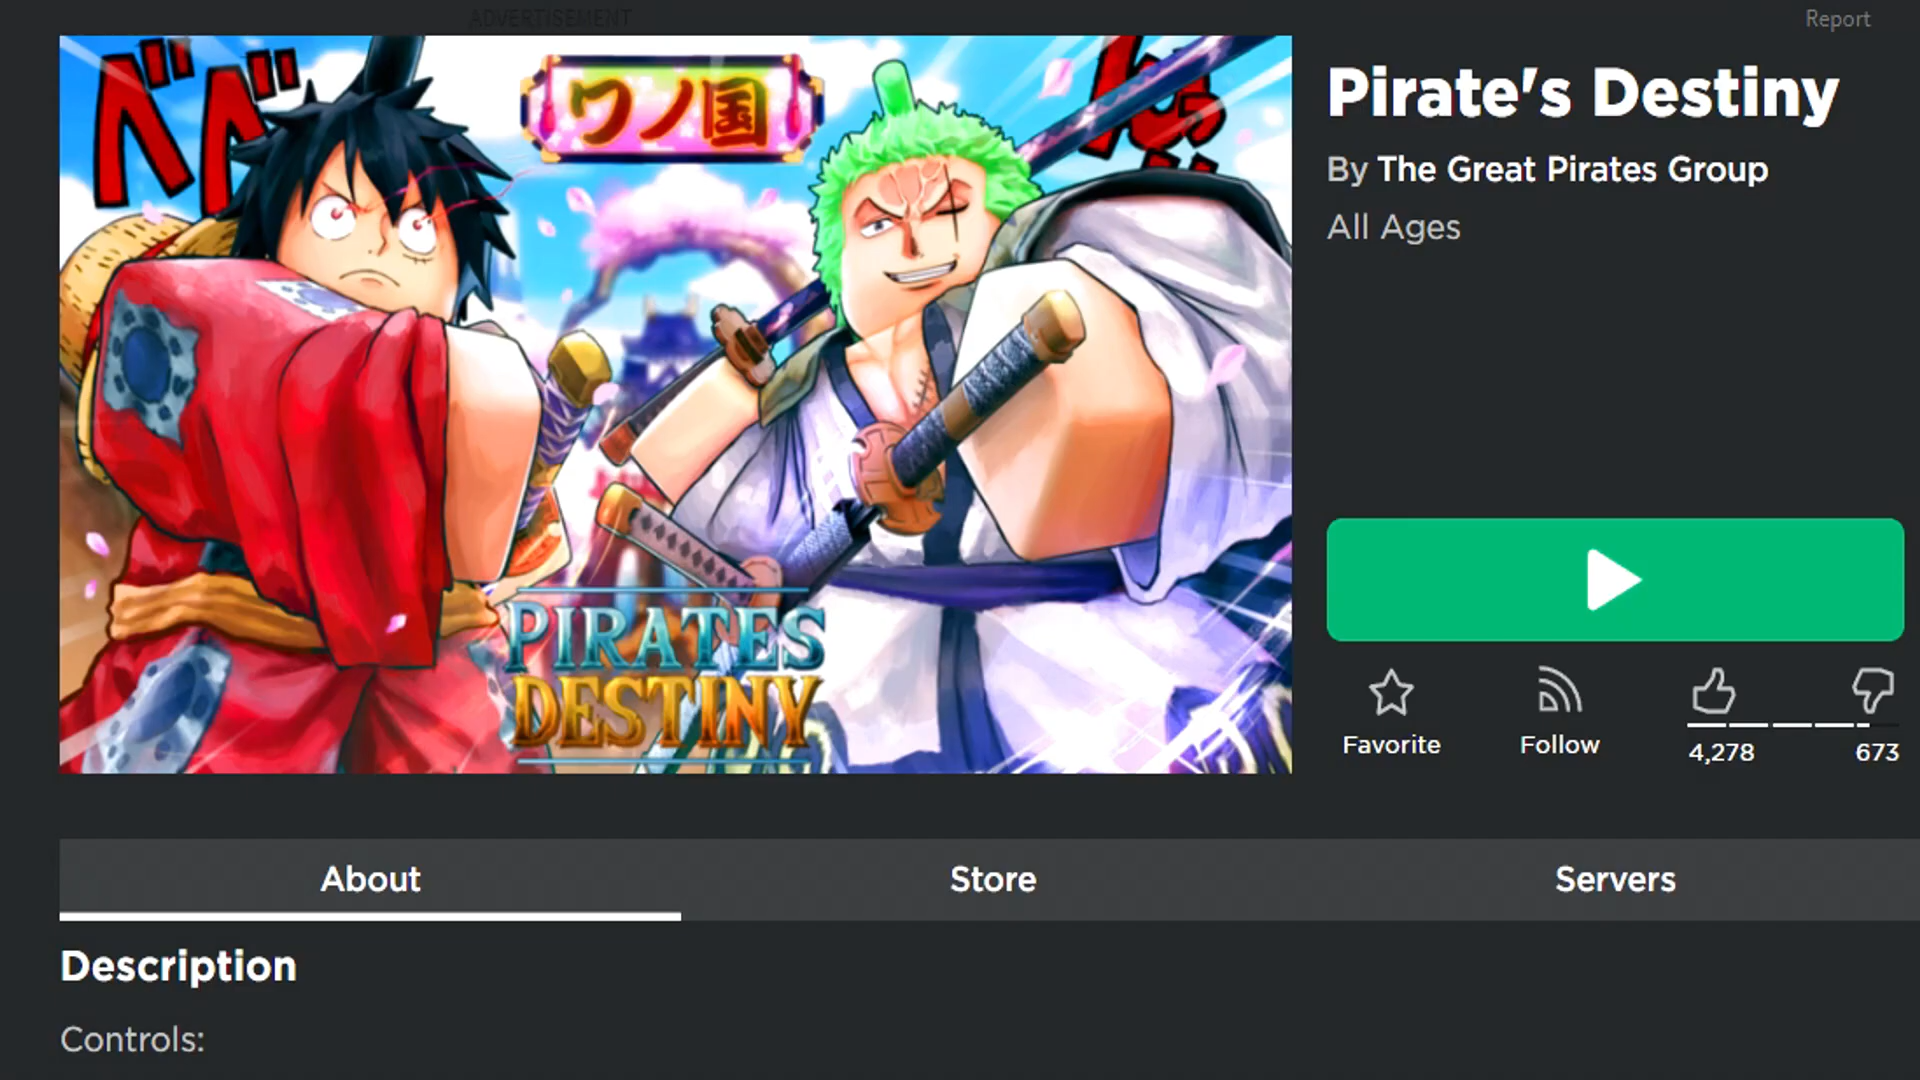 ADVERTISEMENT
Report
ベベ
ワノ国
Pirate's Destiny
By The Great Pirates Group
All Ages
PIRATES
DESTINY
Favorite
Follow
4,278
673
About
Store
Servers
Description
Controls: